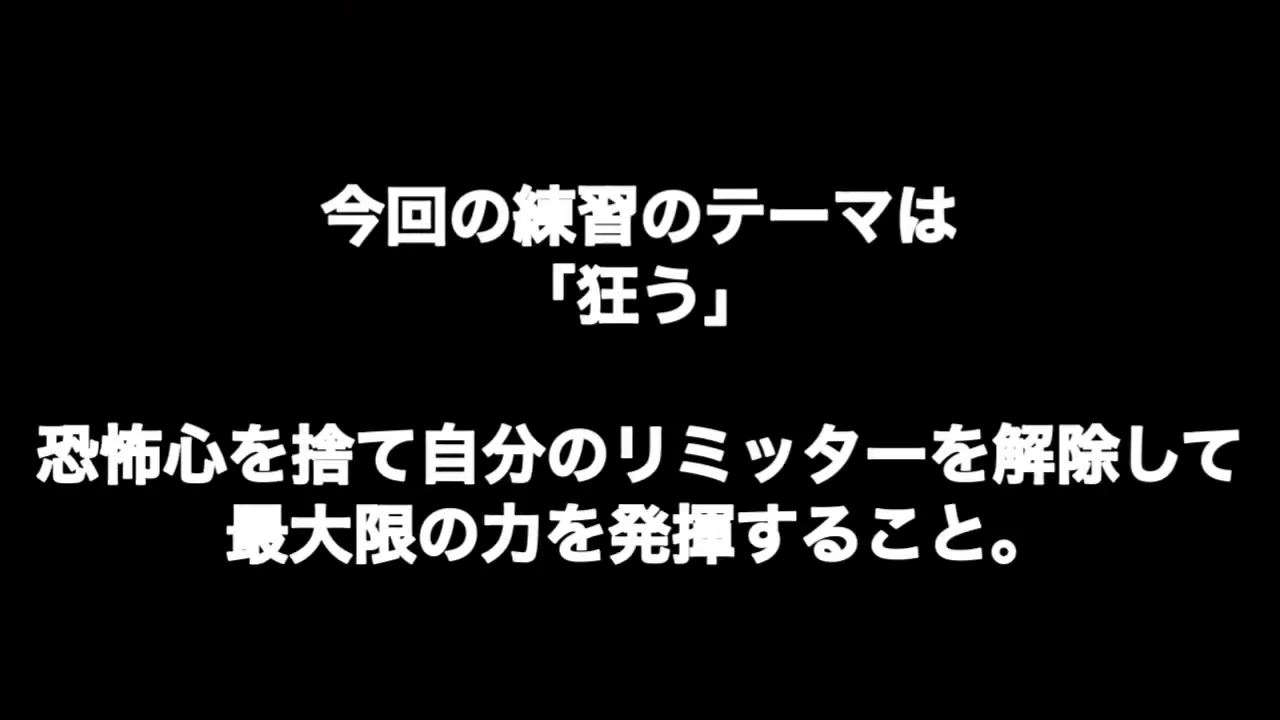 今回の練習のテーマは
「狂う」
恐怖心を捨て自分のリミッターを解除して
最大限の力を発揮すること。